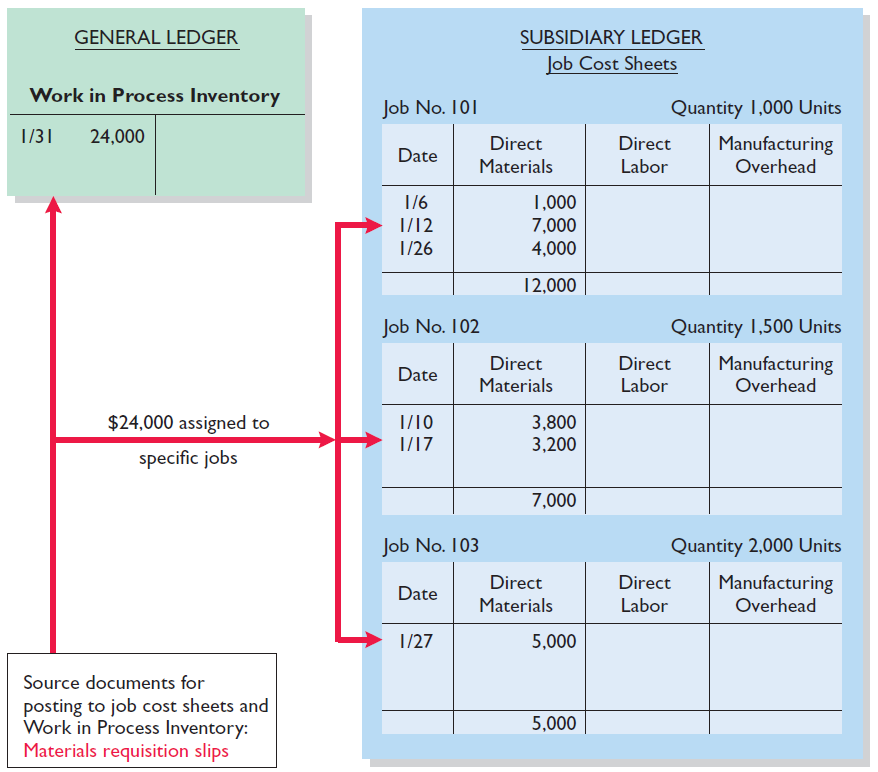 GENERAL LEDGER
Work in Process Inventory
1/31 24,000
$24,000 assigned to
specific jobs
Source documents for
posting to job cost sheets and
Work in Process Inventory:
Materials requisition slips
SUBSIDIARY LEDGER
Job Cost Sheets
Job No. 101 Quantity 1,000 Units
Date Direct Materials Direct Labor Manufacturing Overhead
1/6 1,000
1/12 7,000
1/26 4,000
12,000
Job No. 102 Quantity 1,500 Units
Date Direct Materials Direct Labor Manufacturing Overhead
1/10 3,800
1/17 3,200
7,000
Job No. 103 Quantity 2,000 Units
Date Direct Materials Direct Labor Manufacturing Overhead
1/27 5,000
5,000